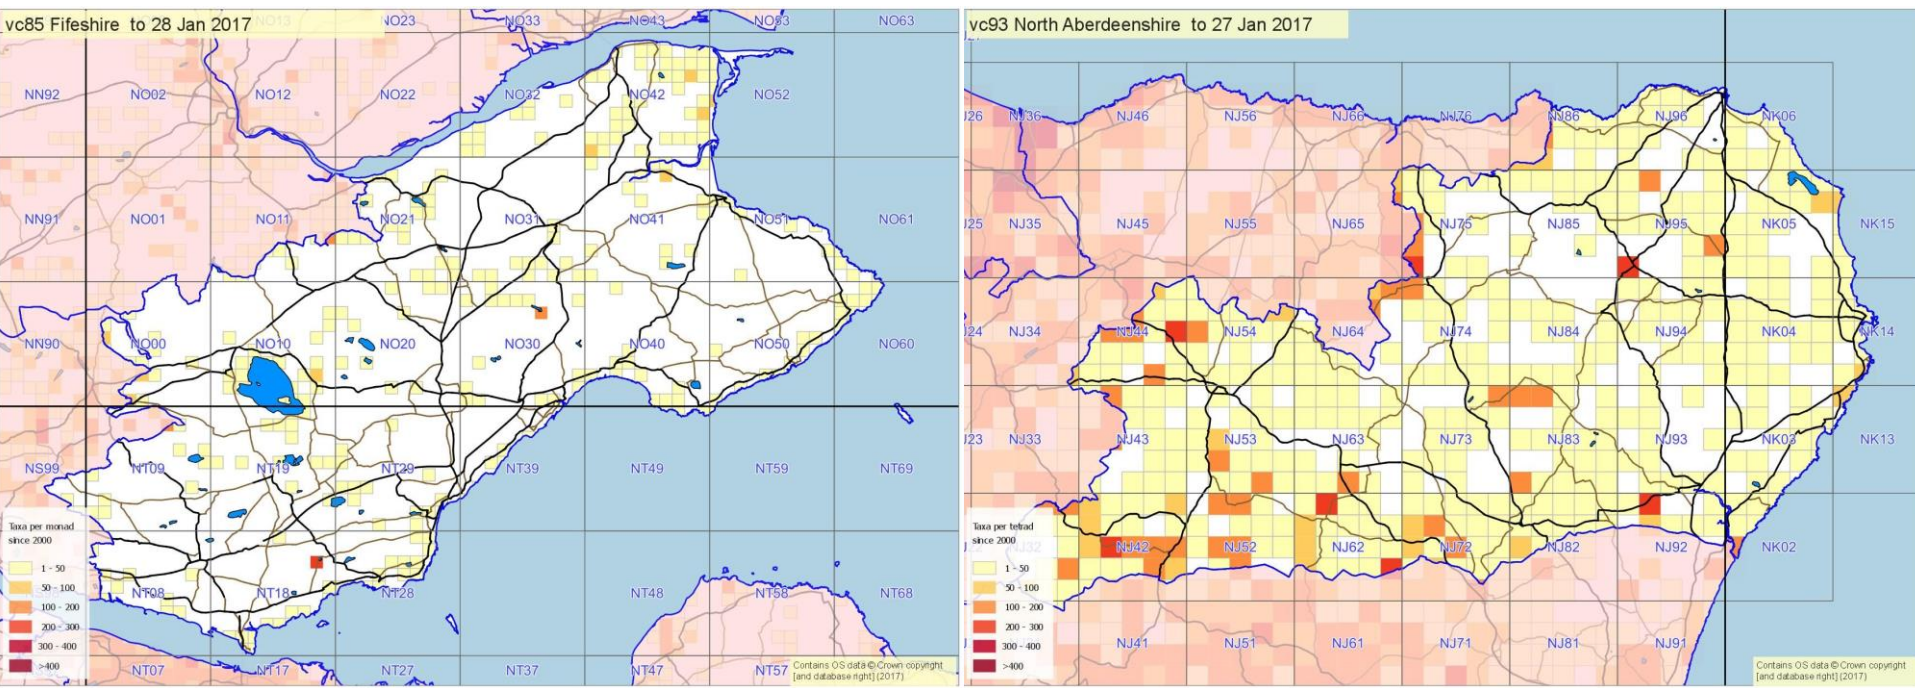 vc85 Fifeshire to 28 Jan 2017
NO13 NO23 NO33 NO43 NO53 NO63
NN92 NO02 NO12 NO22 NO32 NO42 NO52
NN91 NO01 NO11 NO21 NO31 NO41 NO51 NO61
NN90 NO00 NO10 NO20 NO30 NO40 NO50 NO60
NS99 NT09 NT19 NT29 NT39 NT49 NT59 NT69
NT08 NT18 NT28 NT48 NT58 NT68
NT07 NT17 NT27 NT37 NT47 NT57
Taxa per monad
since 2000
1 - 50
50 - 100
100 - 200
200 - 300
300 - 400
>400
Contains OS data © Crown copyright
[and database right] (2017)
vc93 North Aberdeenshire to 27 Jan 2017
J26 NJ36 NJ46 NJ56 NJ66 NJ76 NJ86 NJ96 NK06
J25 NJ35 NJ45 NJ55 NJ65 NJ75 NJ85 NJ95 NK05 NK15
J24 NJ34 NJ44 NJ54 NJ64 NJ74 NJ84 NJ94 NK04 NK14
J23 NJ33 NJ43 NJ53 NJ63 NJ73 NJ83 NJ93 NK03 NK13
J22 NJ32 NJ42 NJ52 NJ62 NJ72 NJ82 NJ92 NK02
NJ41 NJ51 NJ61 NJ71 NJ81 NJ91
Taxa per tetrad
since 2000
1 - 50
50 - 100
100 - 200
200 - 300
300 - 400
>400
Contains OS data © Crown copyright
[and database right] (2017)